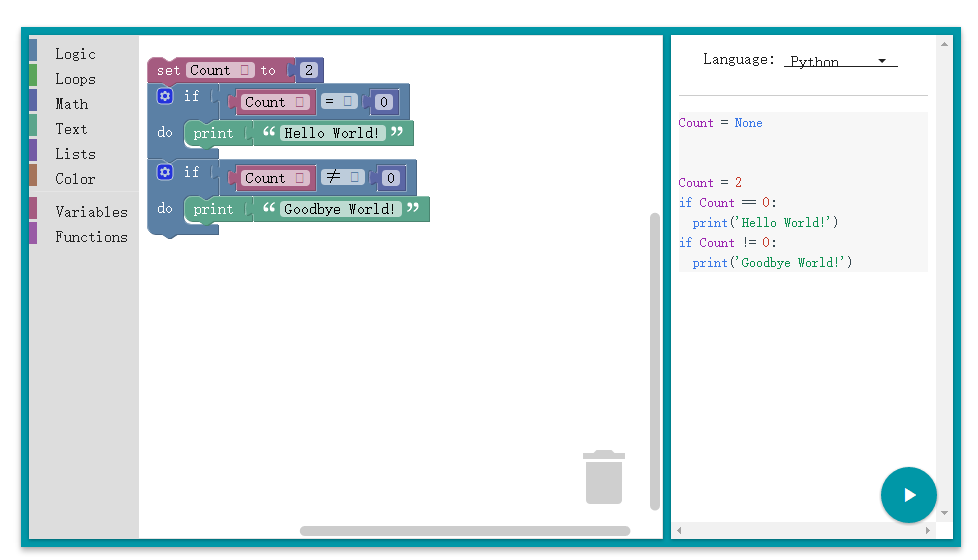 Logic
Loops
Math
Text
Lists
Color
Variables
Functions
set Count to 2
if Count = 0
do print “ Hello World! ”
if Count ≠ 0
do print “ Goodbye World! ”
Language: Python
Count = None
Count = 2
if Count == 0:
print('Hello World!')
if Count != 0:
print('Goodbye World!')